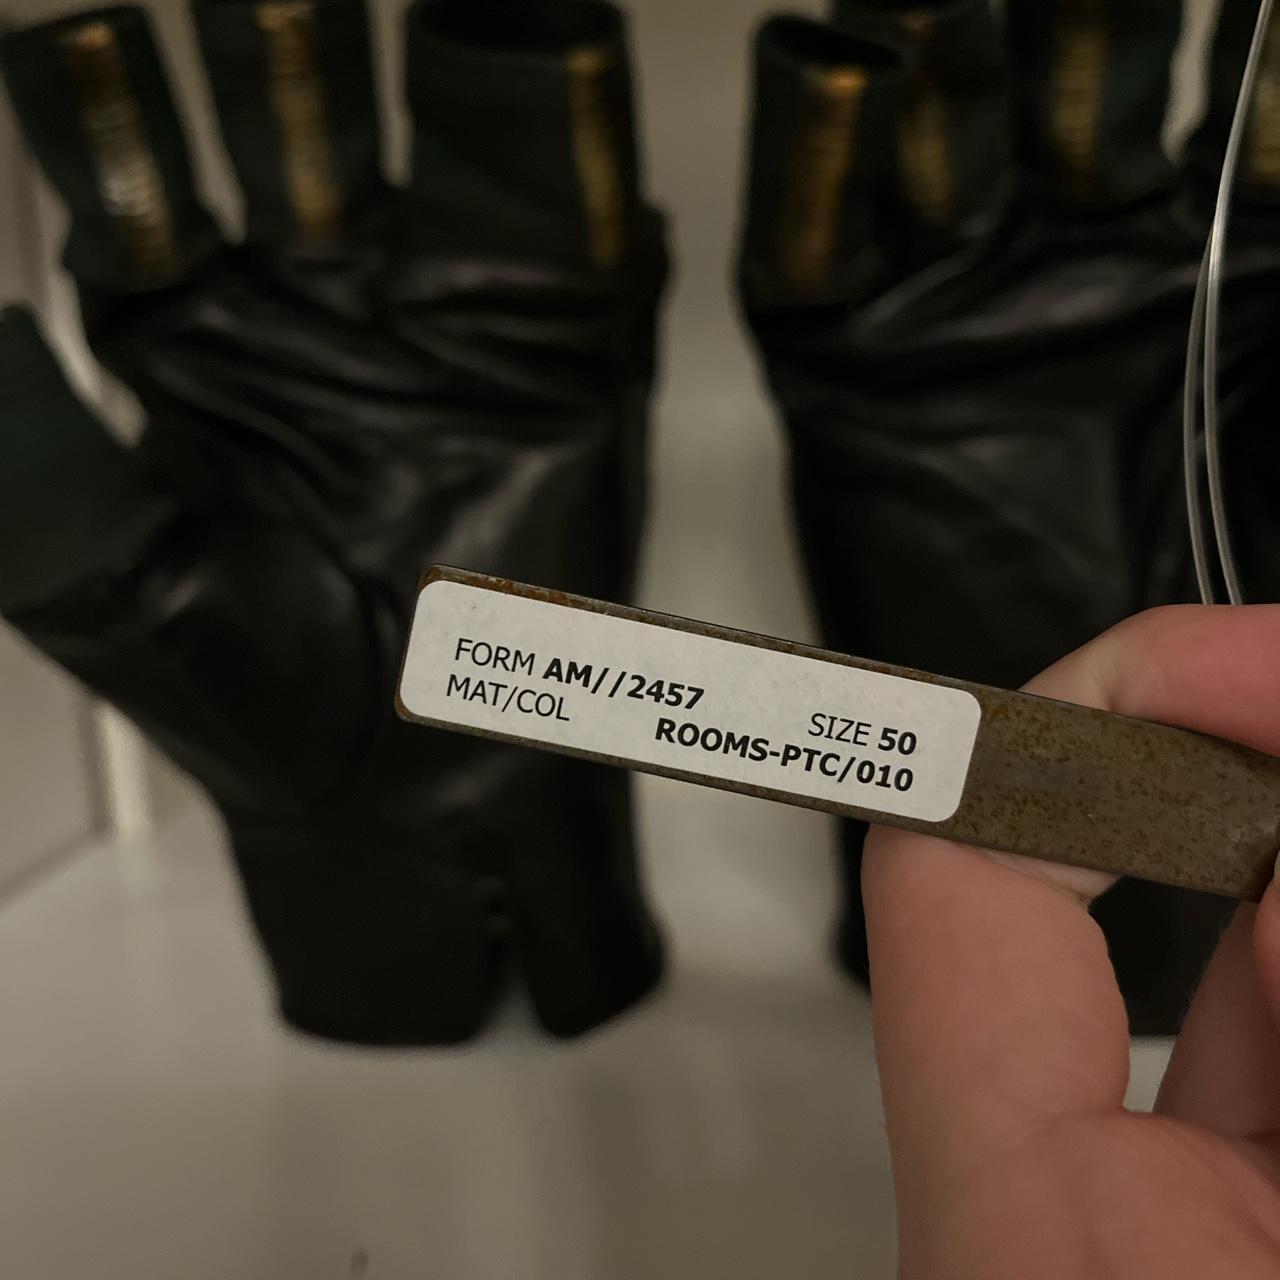 FORM AM//2457
SIZE 50
MAT/COL
ROOMS-PTC/010